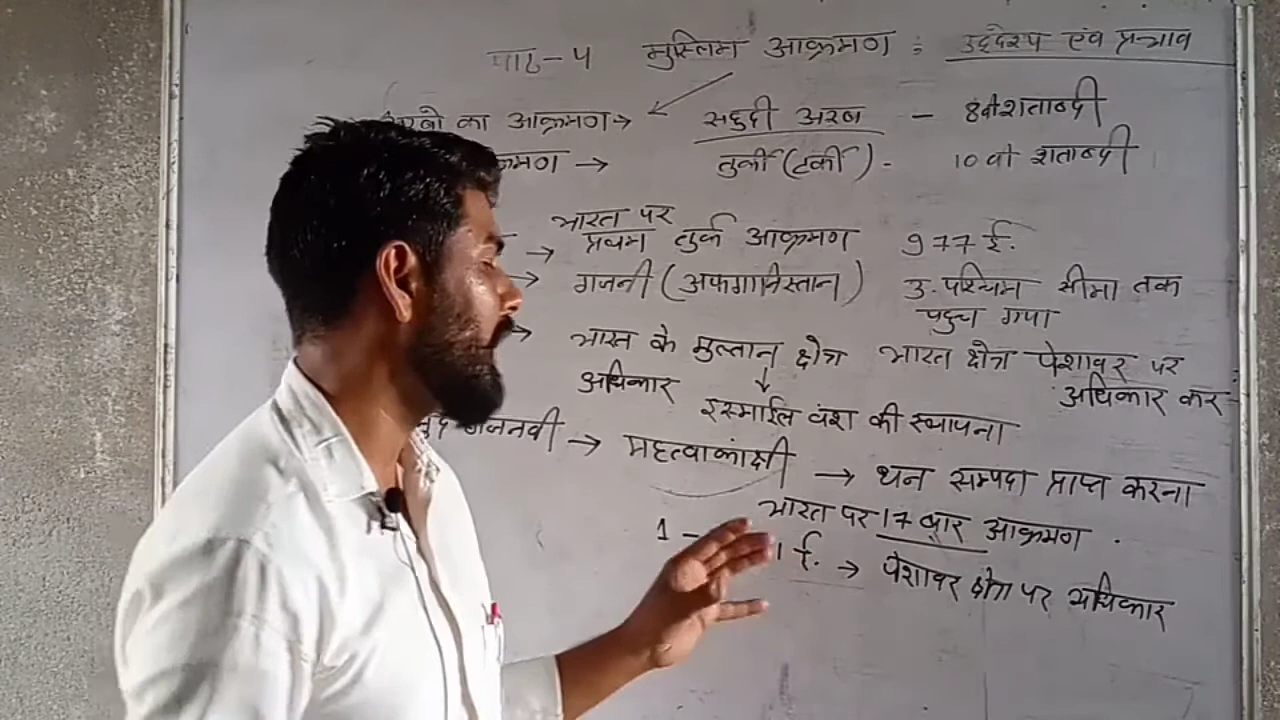 पाठ-4 मुस्लिम आक्रमण : उद्देश्य एवं प्रभाव
का आक्रमण → सहुदी अरब - 8वी शताब्दी
→ तुर्की (टर्की) - 10 वी शताब्दी
भारत पर
→ प्रथम तुर्क आक्रमण 977 ई.
→ गजनी (अफगानिस्तान) उ. पश्चिम सीमा तक
पहुच गया
→ भारत के मुल्तान क्षेत्र भारत क्षेत्र पेशावर पर
अधिकार अधिकार कर
↓
इस्माईल वंश की स्थापना
गजनवी → महत्वाकांक्षी → धन सम्पदा प्राप्त करना
भारत पर 17 बार आक्रमण .
1 - 1 ई. → पेशावर क्षेत्र पर अधिकार